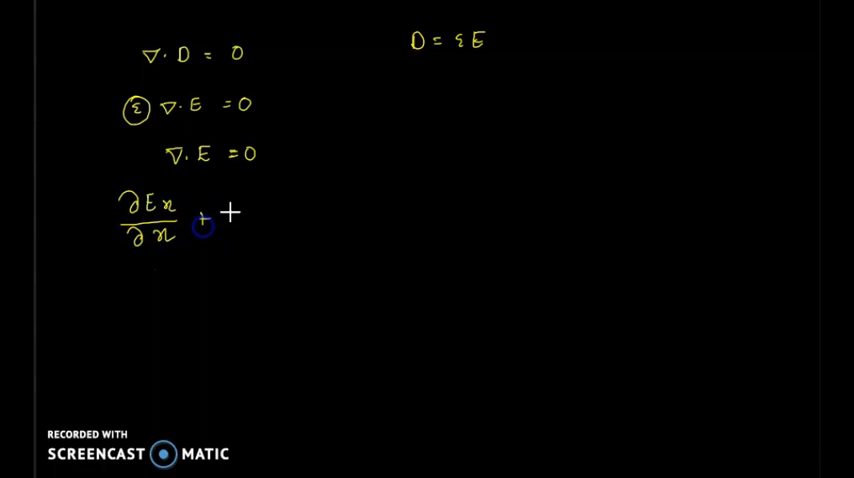 ∇. D = 0
D = εE
ε ∇. E = 0
∇. E = 0
∂Ex
∂x
+
RECORDED WITH
SCREENCAST MATIC